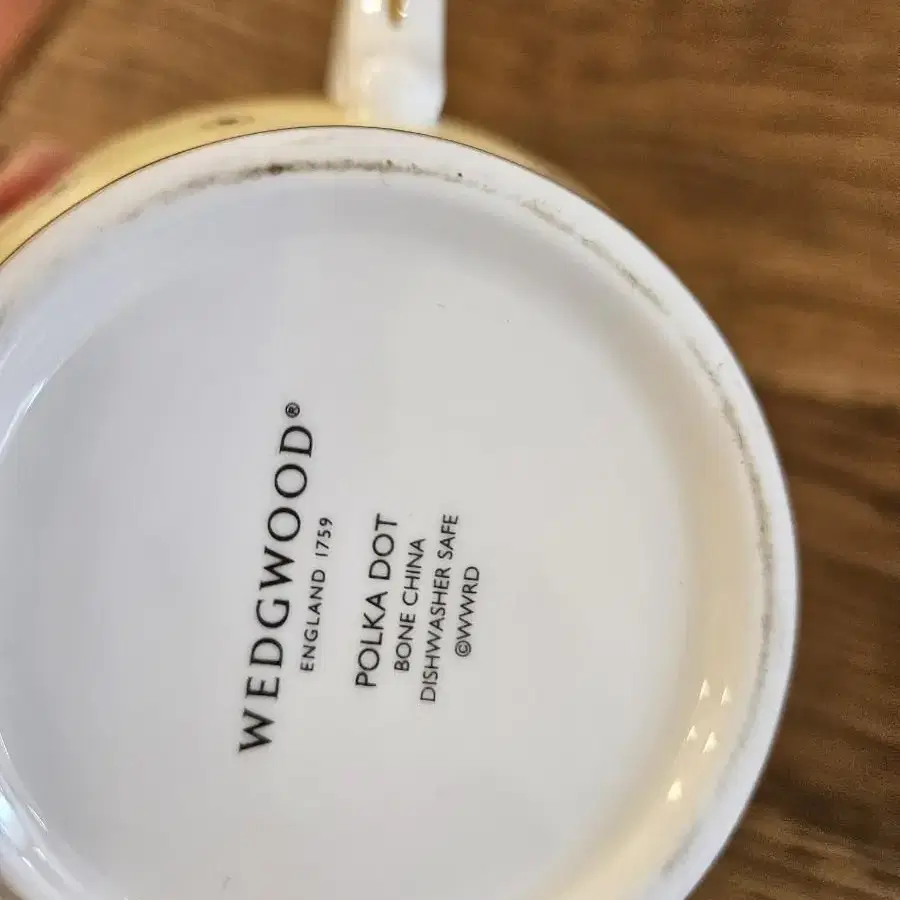 WEDGWOOD®
ENGLAND 1759
POLKA DOT
BONE CHINA
DISHWASHER SAFE
©WWRD